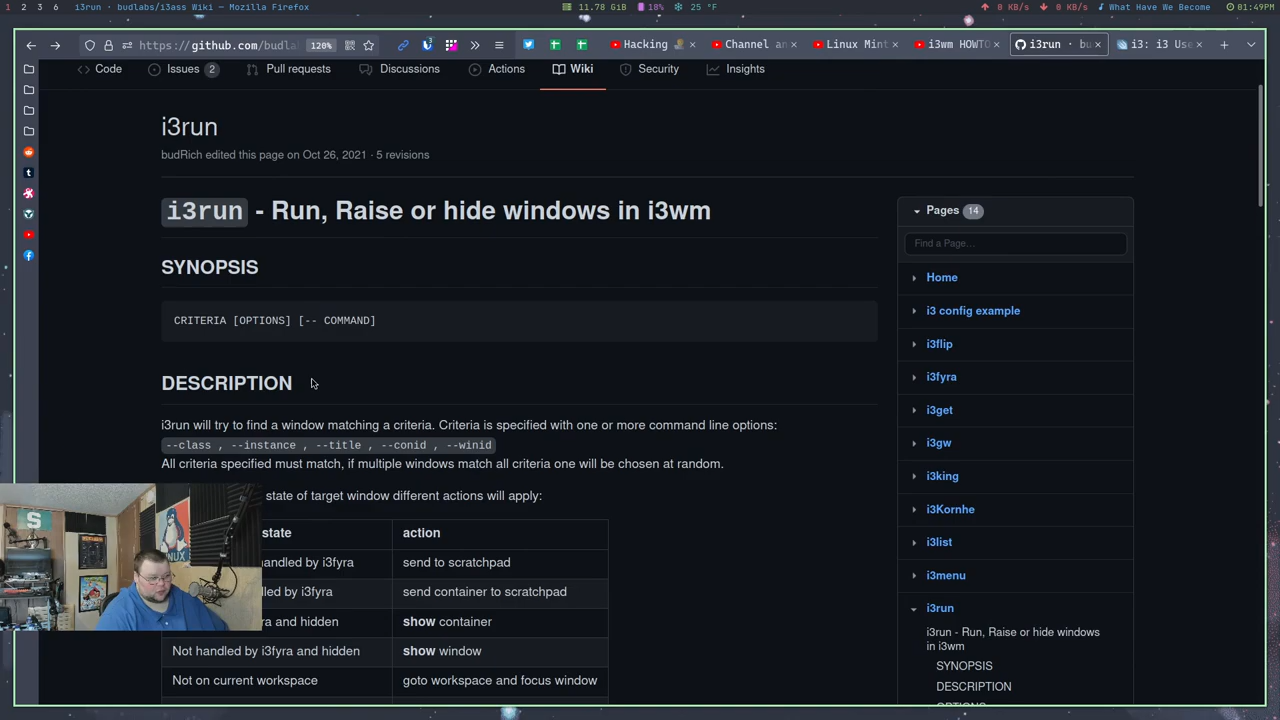 1 2 3 6 i3run · budlabs/i3ass Wiki — Mozilla Firefox 11.78 GiB 18% 25 °F 0 KB/s 0 KB/s What Have We Become 01:49PM
https://github.com/budla 120% Hacking Channel an Linux Mint i3wm HOWTO i3run · bu i3: i3 Use
Code Issues 2 Pull requests Discussions Actions Wiki Security Insights
i3run
budRich edited this page on Oct 26, 2021 · 5 revisions
i3run - Run, Raise or hide windows in i3wm
SYNOPSIS
CRITERIA [OPTIONS] [-- COMMAND]
DESCRIPTION
i3run will try to find a window matching a criteria. Criteria is specified with one or more command line options:
--class , --instance , --title , --conid , --winid
All criteria specified must match, if multiple windows match all criteria one will be chosen at random.
state of target window different actions will apply:
state action
handled by i3fyra send to scratchpad
led by i3fyra send container to scratchpad
a and hidden show container
Not handled by i3fyra and hidden show window
Not on current workspace goto workspace and focus window
Pages 14
Find a Page…
Home
i3 config example
i3flip
i3fyra
i3get
i3gw
i3king
i3Kornhe
i3list
i3menu
i3run
i3run - Run, Raise or hide windows
in i3wm
SYNOPSIS
DESCRIPTION
OPTIONS
S
LINUX